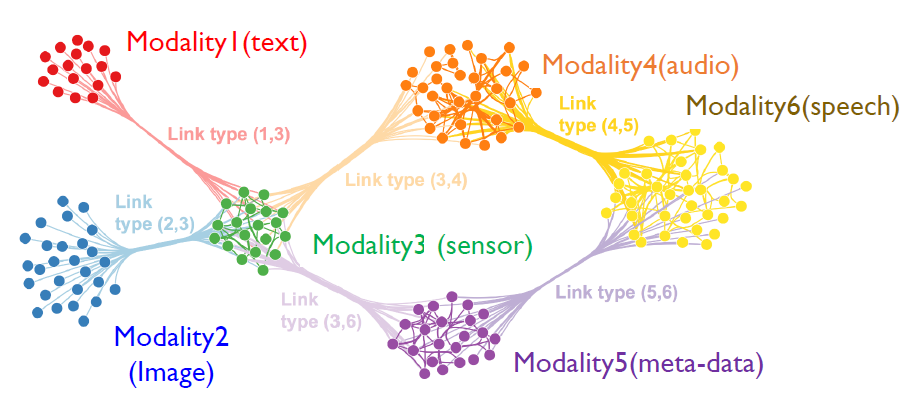 Modality1(text)
Modality4(audio)
Link
type (4,5)
Modality6(speech)
Link type (1,3)
Link type (3,4)
Link
type (2,3)
Modality3 (sensor)
Link
type (3,6)
Link type (5,6)
Modality2
(Image)
Modality5(meta-data)